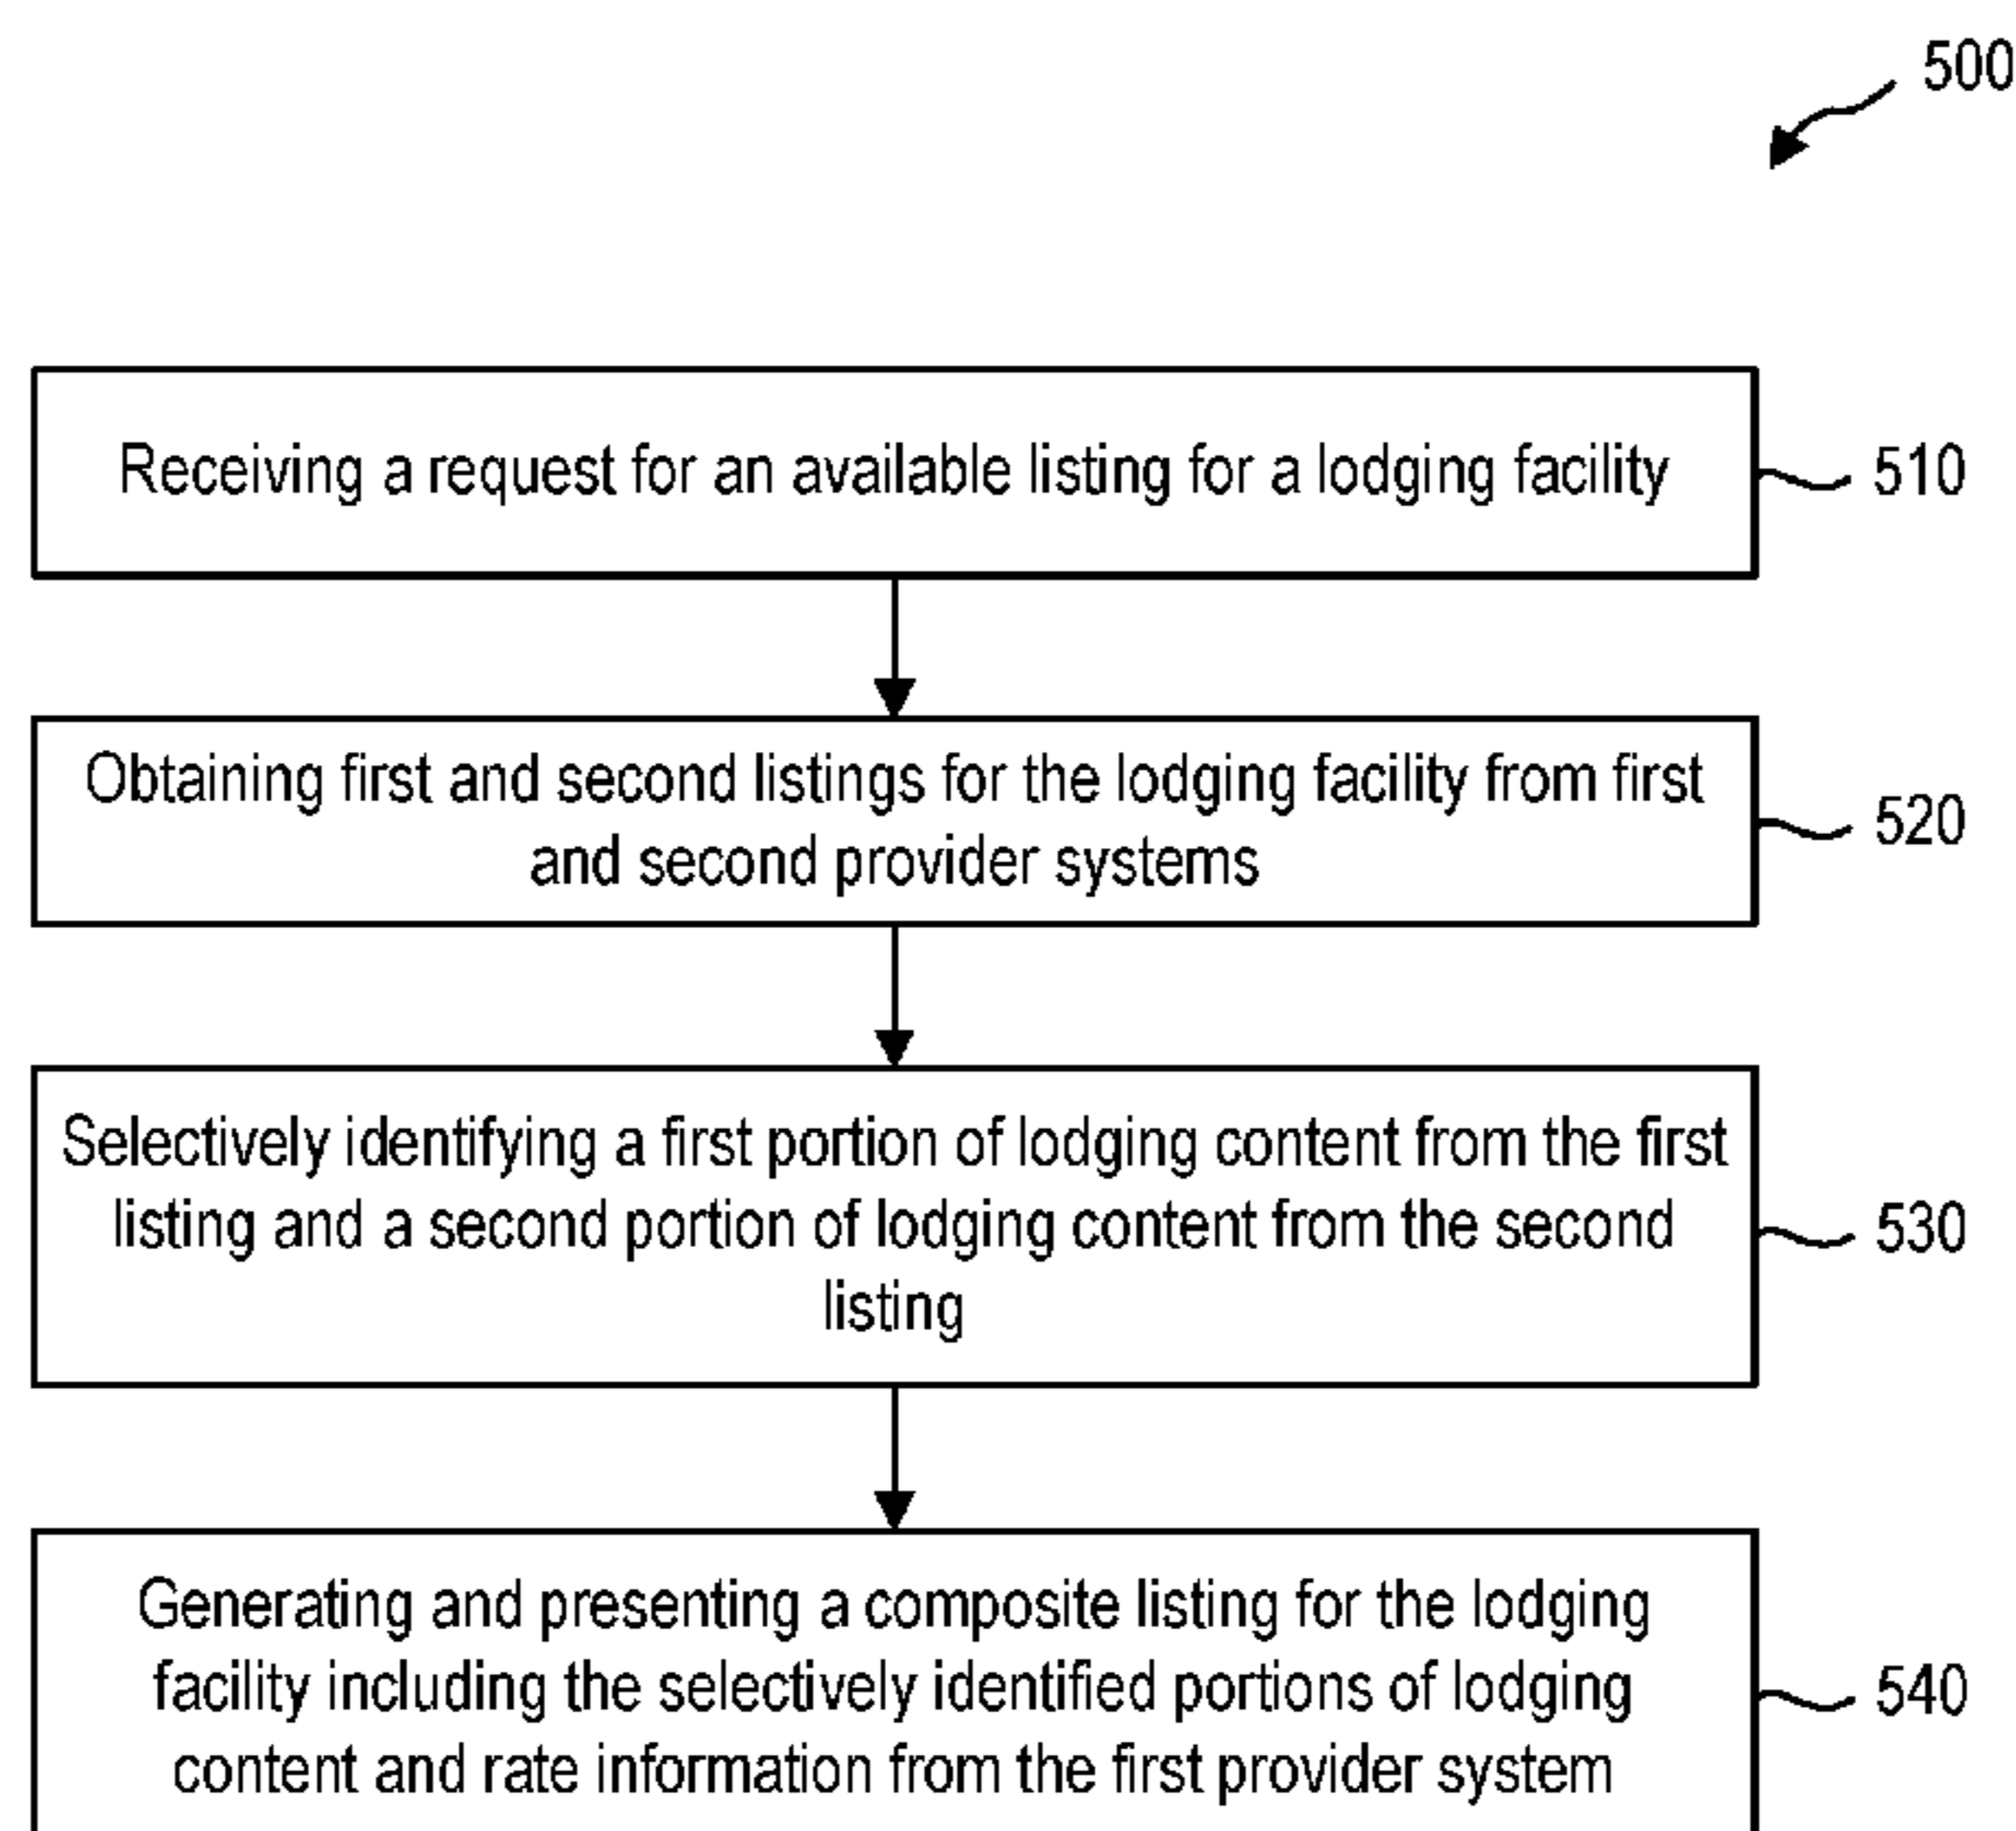 500
Receiving a request for an available listing for a lodging facility
510
Obtaining first and second listings for the lodging facility from first
and second provider systems
520
Selectively identifying a first portion of lodging content from the first
listing and a second portion of lodging content from the second
listing
530
Generating and presenting a composite listing for the lodging
facility including the selectively identified portions of lodging
content and rate information from the first provider system
540